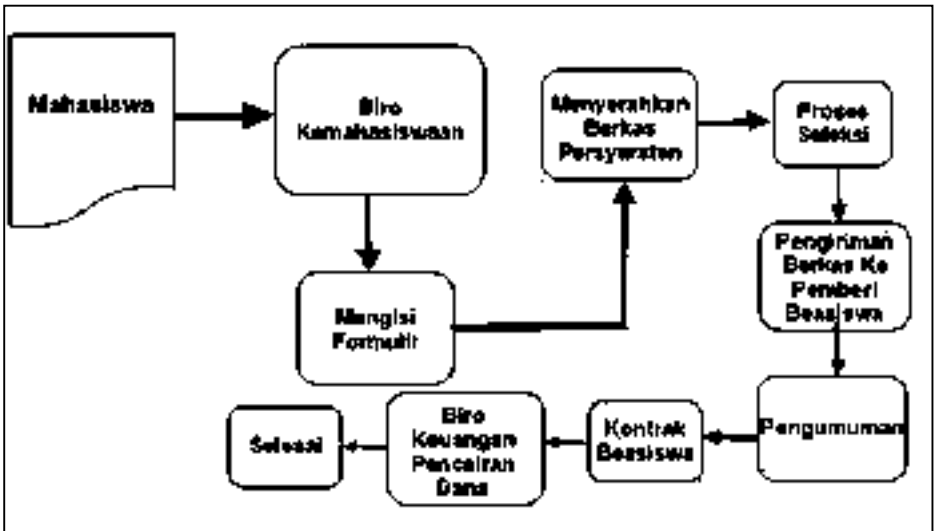 Mahasiswa
Biro
Kemahasiswaan
Mengisi
Formulir
Menyerahkan
Berkas
Persyaratan
Proses
Seleksi
Pengiriman
Berkas Ke
Pemberi
Beasiswa
Pengumuman
Kontrak
Beasiswa
Biro
Keuangan
Pencairan
Dana
Selesai